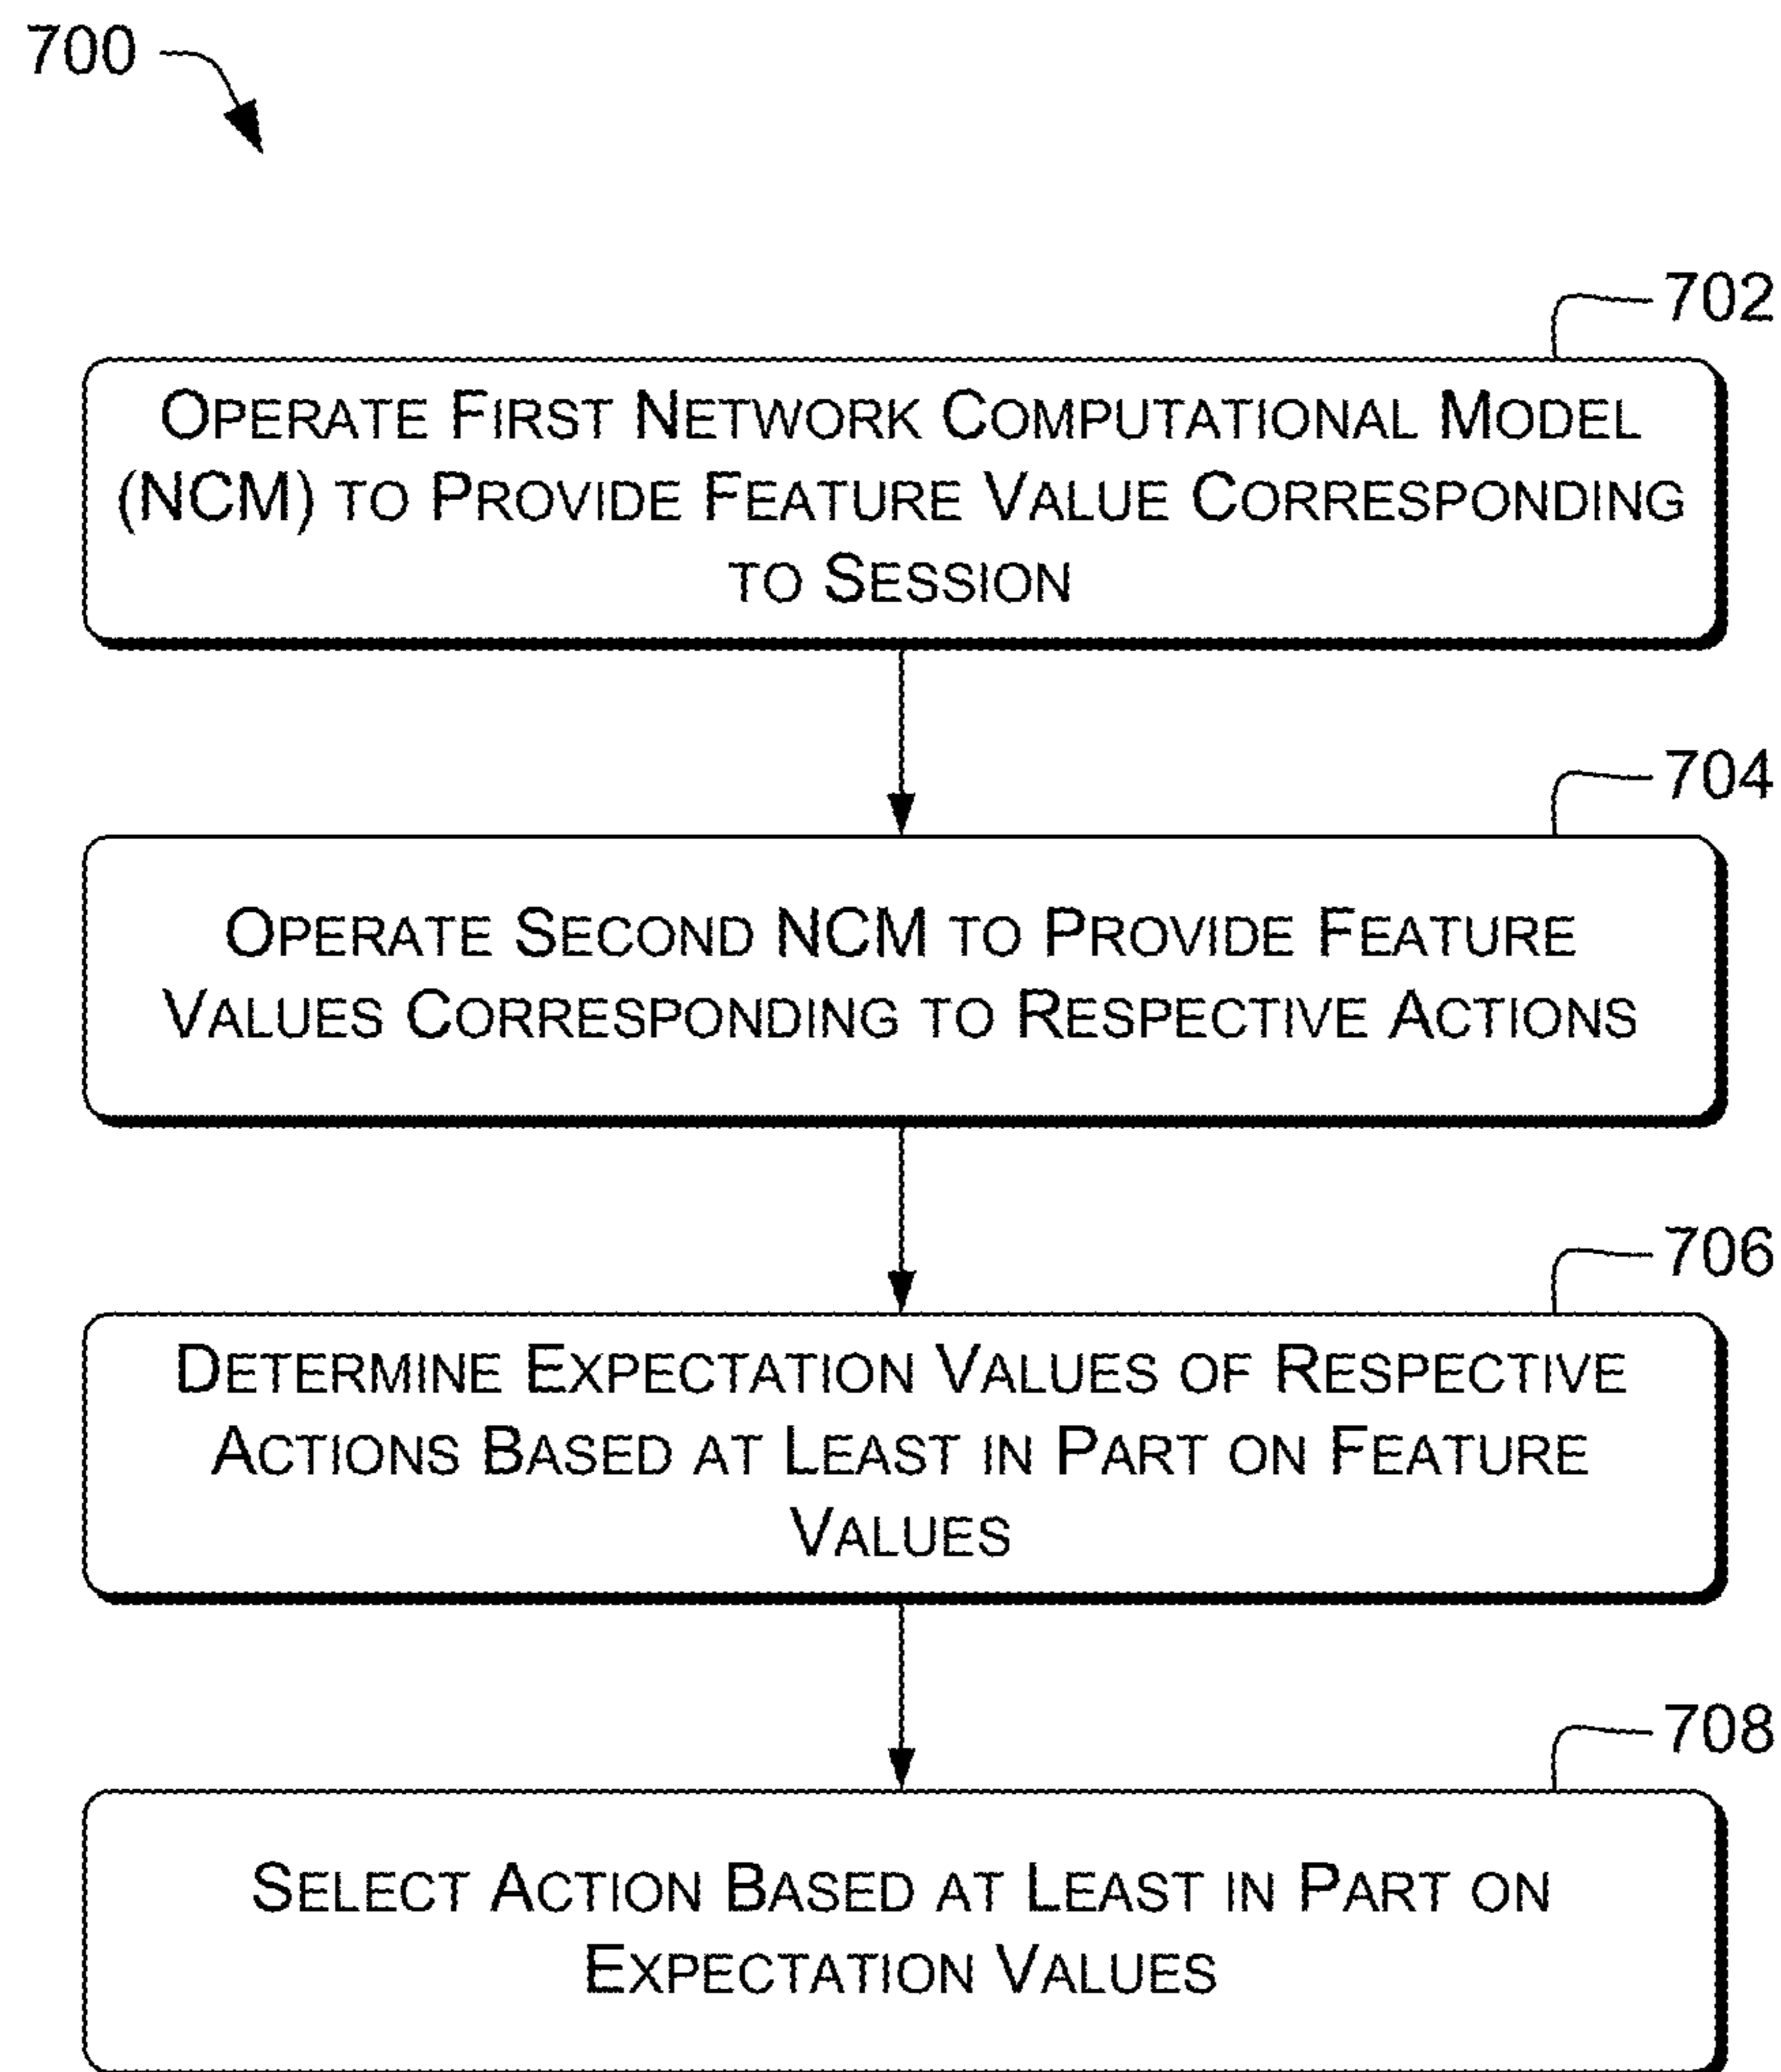 700
702
OPERATE FIRST NETWORK COMPUTATIONAL MODEL
(NCM) TO PROVIDE FEATURE VALUE CORRESPONDING
TO SESSION
704
OPERATE SECOND NCM TO PROVIDE FEATURE
VALUES CORRESPONDING TO RESPECTIVE ACTIONS
706
DETERMINE EXPECTATION VALUES OF RESPECTIVE
ACTIONS BASED AT LEAST IN PART ON FEATURE
VALUES
708
SELECT ACTION BASED AT LEAST IN PART ON
EXPECTATION VALUES